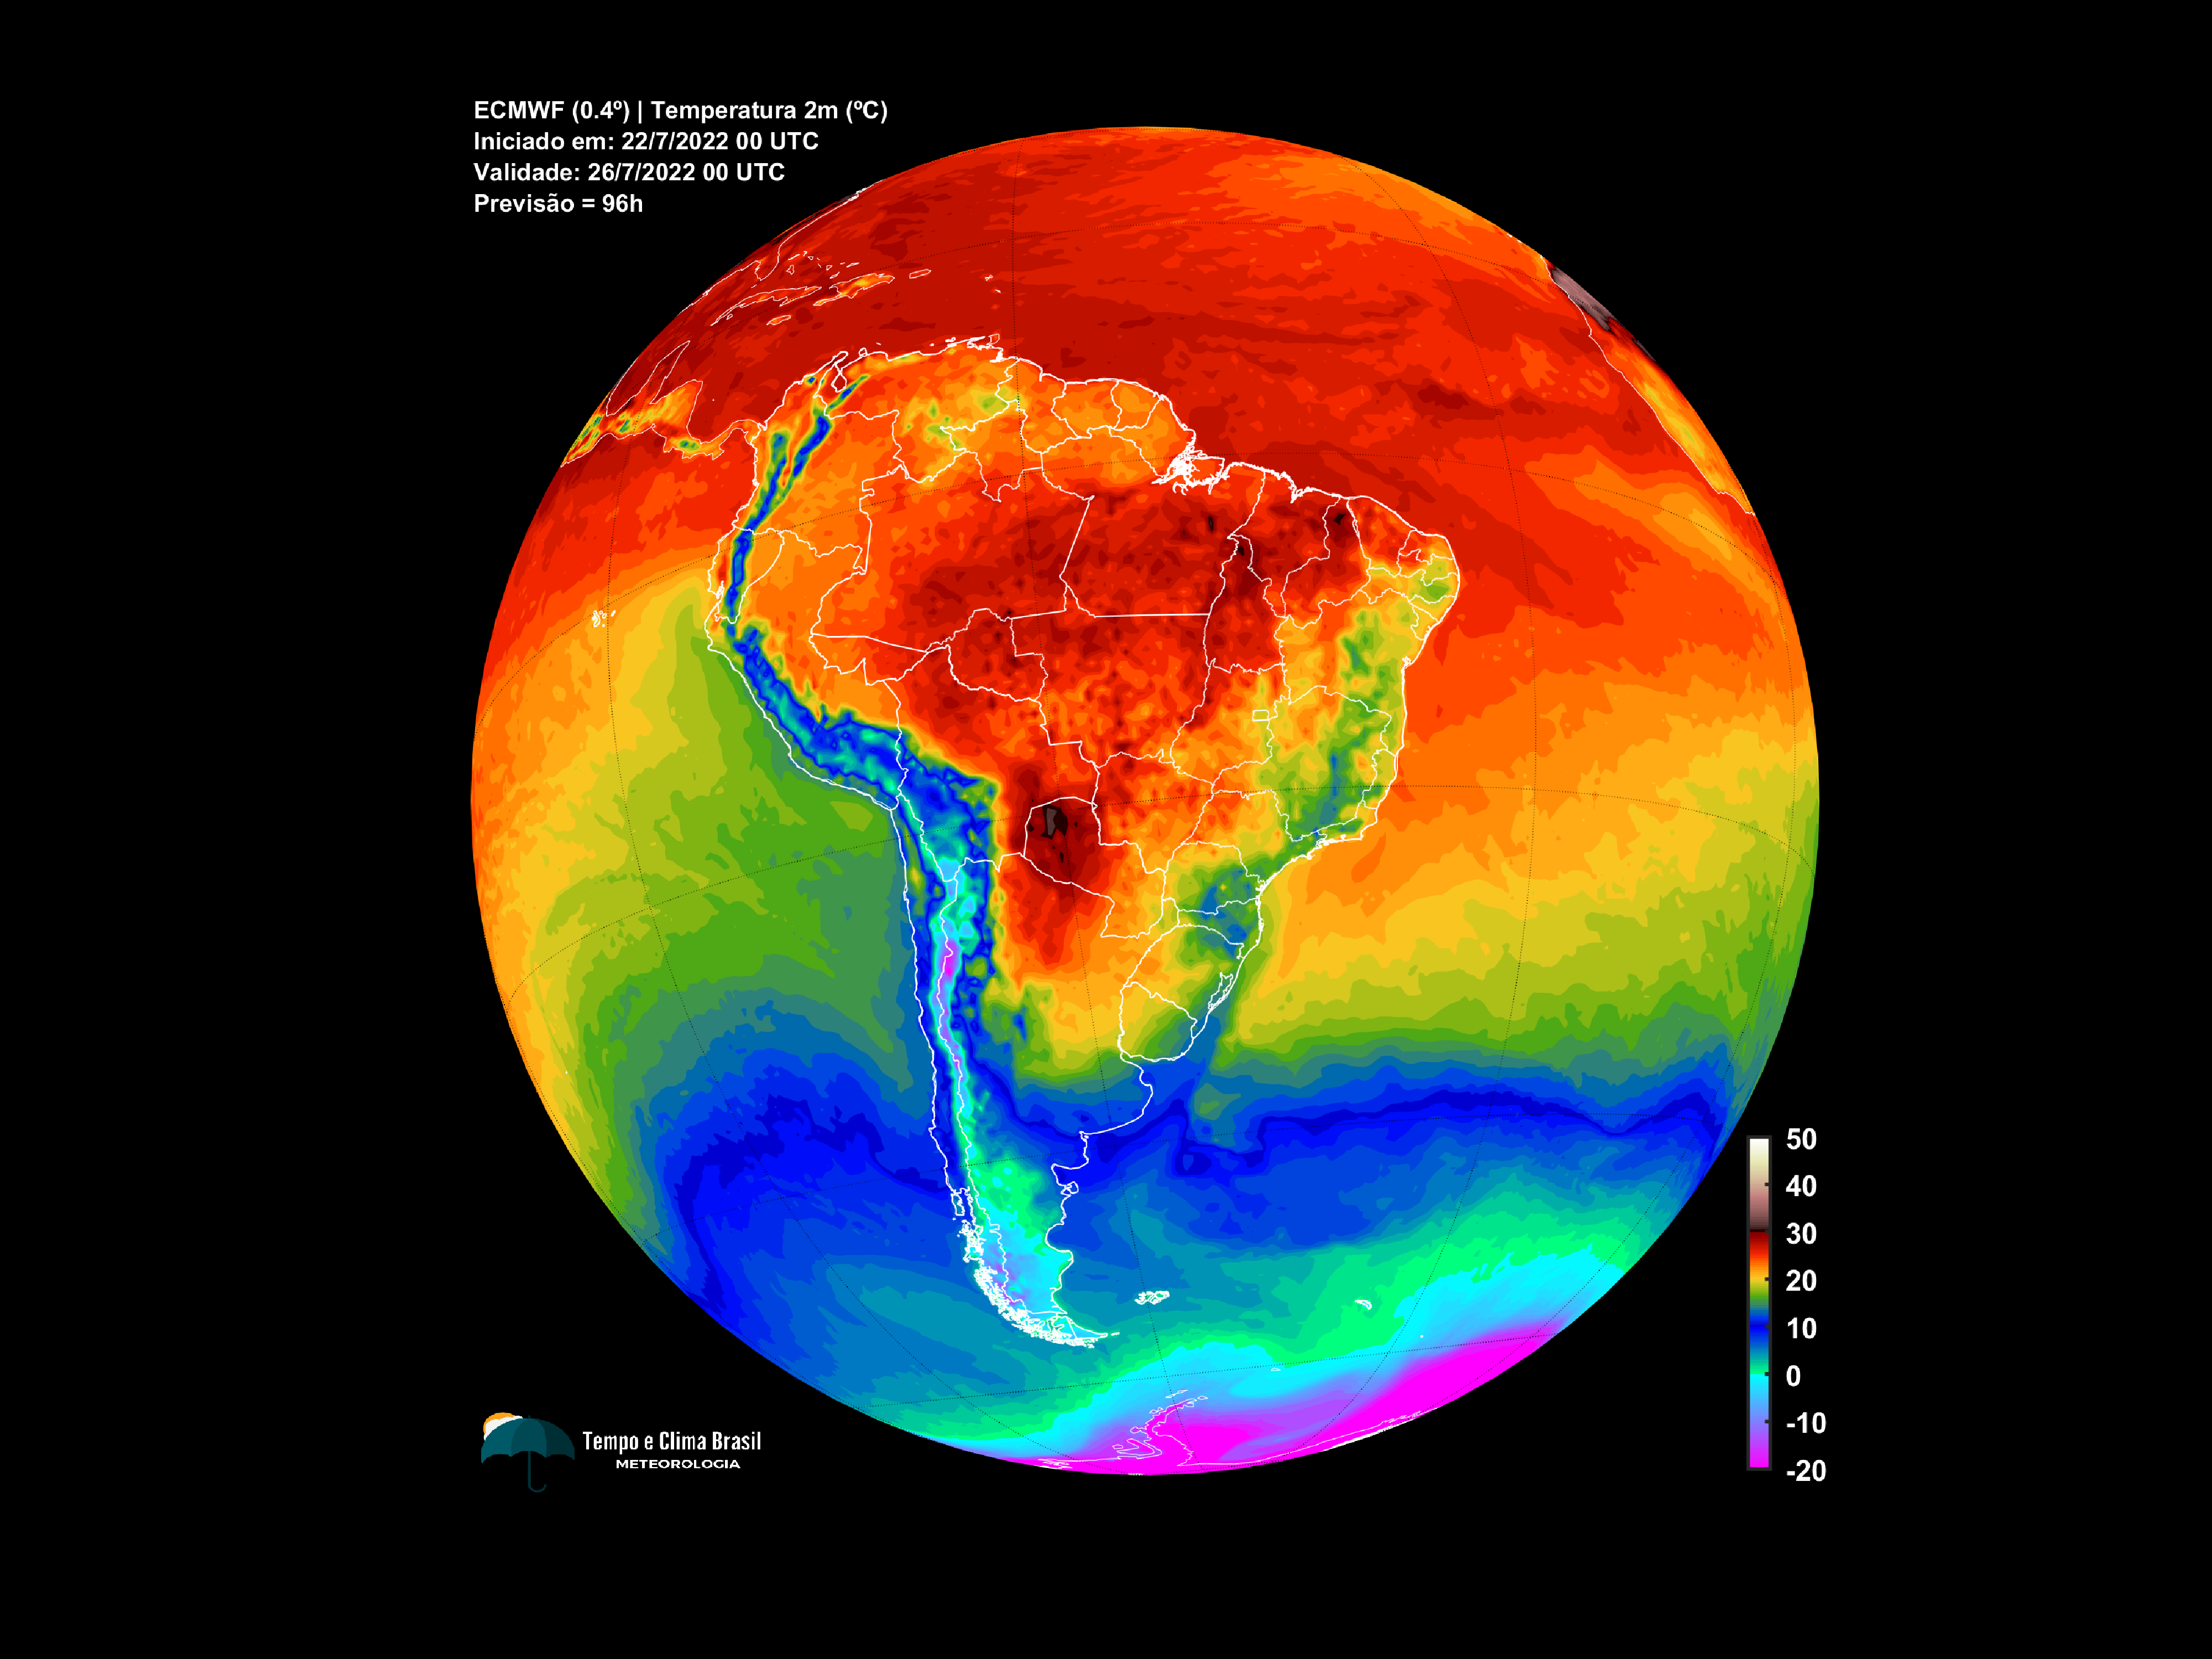 ECMWF (0.4º) | Temperatura 2m (ºC)
Iniciado em: 22/7/2022 00 UTC
Validade: 26/7/2022 00 UTC
Previsão = 96h
50
40
30
20
10
0
-10
-20
Tempo e Clima Brasil
METEOROLOGIA